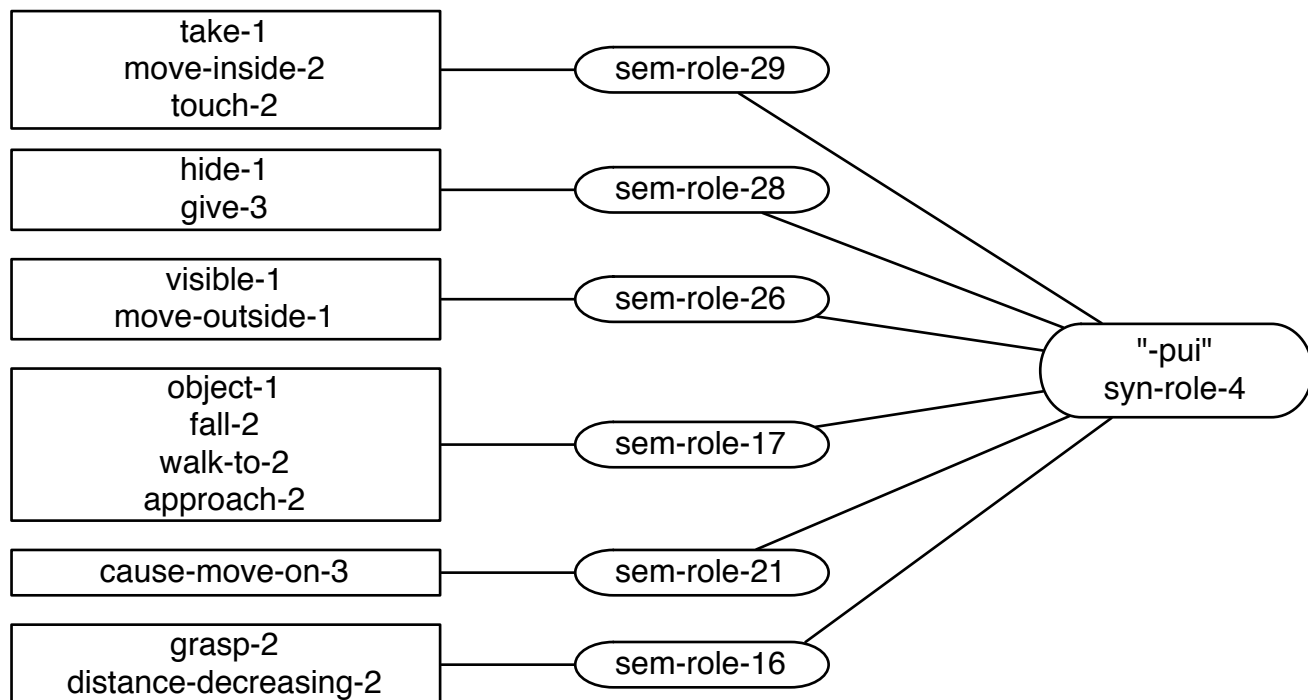 take-1
move-inside-2
touch-2
sem-role-29
hide-1
give-3
sem-role-28
visible-1
move-outside-1
sem-role-26
object-1
fall-2
walk-to-2
approach-2
sem-role-17
cause-move-on-3
sem-role-21
grasp-2
distance-decreasing-2
sem-role-16
"-pui"
syn-role-4